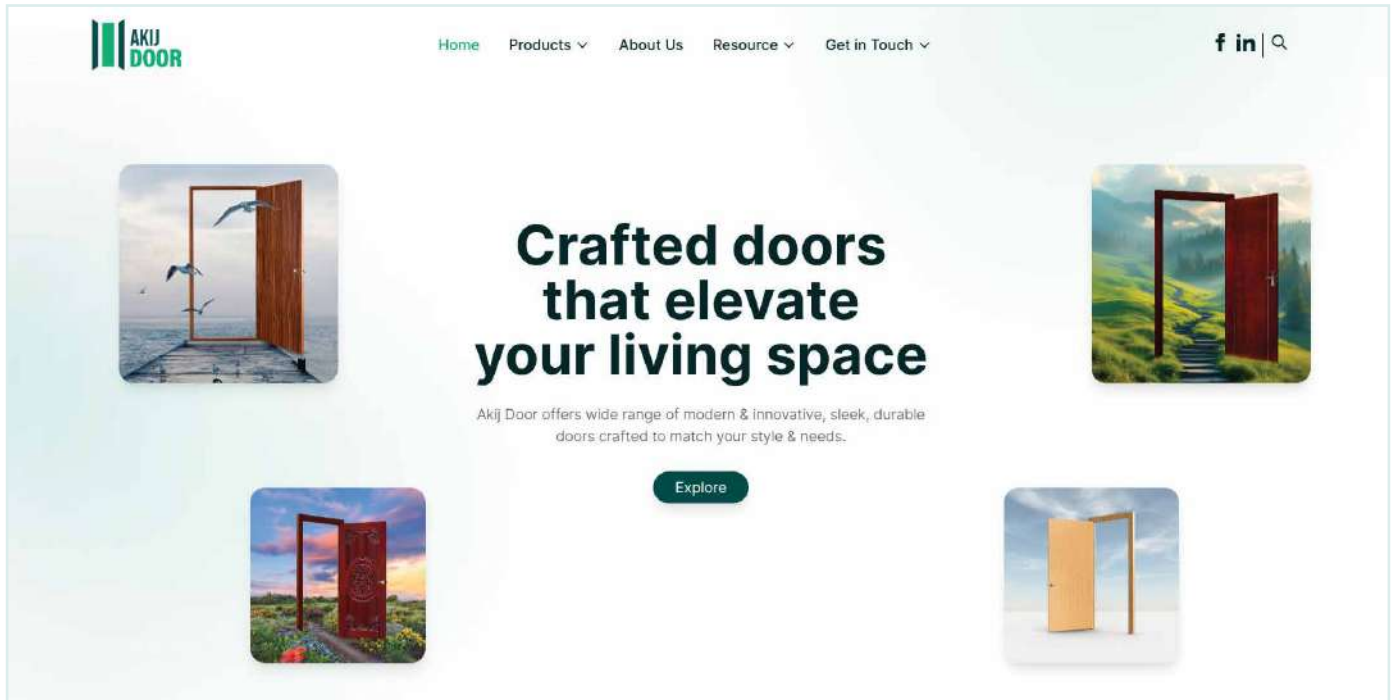 AKIJ
DOOR
Home Products About Us Resource Get in Touch
f in
Crafted doors
that elevate
your living space
Akij Door offers wide range of modern & innovative, sleek, durable
doors crafted to match your style & needs.
Explore